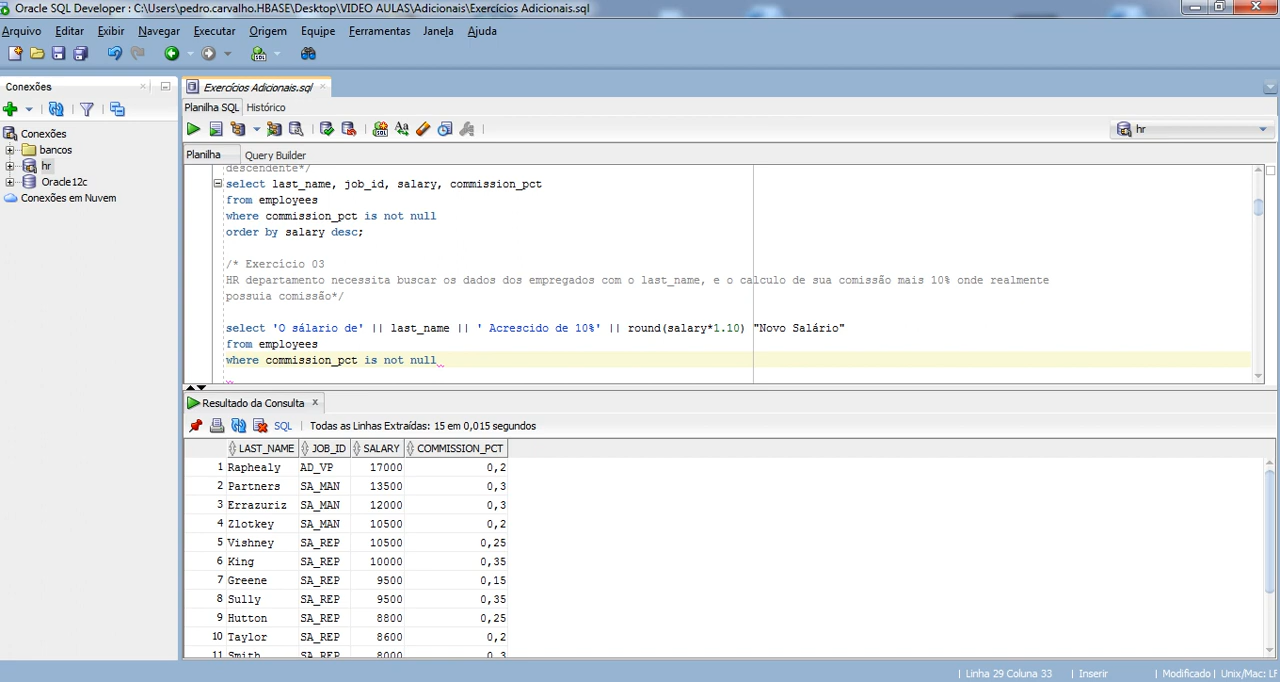 Oracle SQL Developer : C:\Users\pedro.carvalho.HBASE\Desktop\VIDEO AULAS\Adicionais\Exercícios Adicionais.sql
Arquivo Editar Exibir Navegar Executar Origem Equipe Ferramentas Janela Ajuda
Conexões
Exercícios Adicionais.sql
Planilha SQL Histórico
hr
Planilha Query Builder
Conexões
bancos
hr
Oracle12c
Conexões em Nuvem
descendente*/
select last_name, job_id, salary, commission_pct
from employees
where commission_pct is not null
order by salary desc;
/* Exercício 03
HR departamento necessita buscar os dados dos empregados com o last_name, e o calculo de sua comissão mais 10% onde realmente
possuia comissão*/
select 'O sálario de' || last_name || ' Acrescido de 10%' || round(salary*1.10) "Novo Salário"
from employees
where commission_pct is not null
Resultado da Consulta
SQL | Todas as Linhas Extraídas: 15 em 0,015 segundos
LAST_NAME JOB_ID SALARY COMMISSION_PCT
1 Raphealy AD_VP 17000 0,2
2 Partners SA_MAN 13500 0,3
3 Errazuriz SA_MAN 12000 0,3
4 Zlotkey SA_MAN 10500 0,2
5 Vishney SA_REP 10500 0,25
6 King SA_REP 10000 0,35
7 Greene SA_REP 9500 0,15
8 Sully SA_REP 9500 0,35
9 Hutton SA_REP 8800 0,25
10 Taylor SA_REP 8600 0,2
11 Smith SA_REP 8000 0,3
Linha 29 Coluna 33 | Inserir | Modificado | Unix/Mac: LF